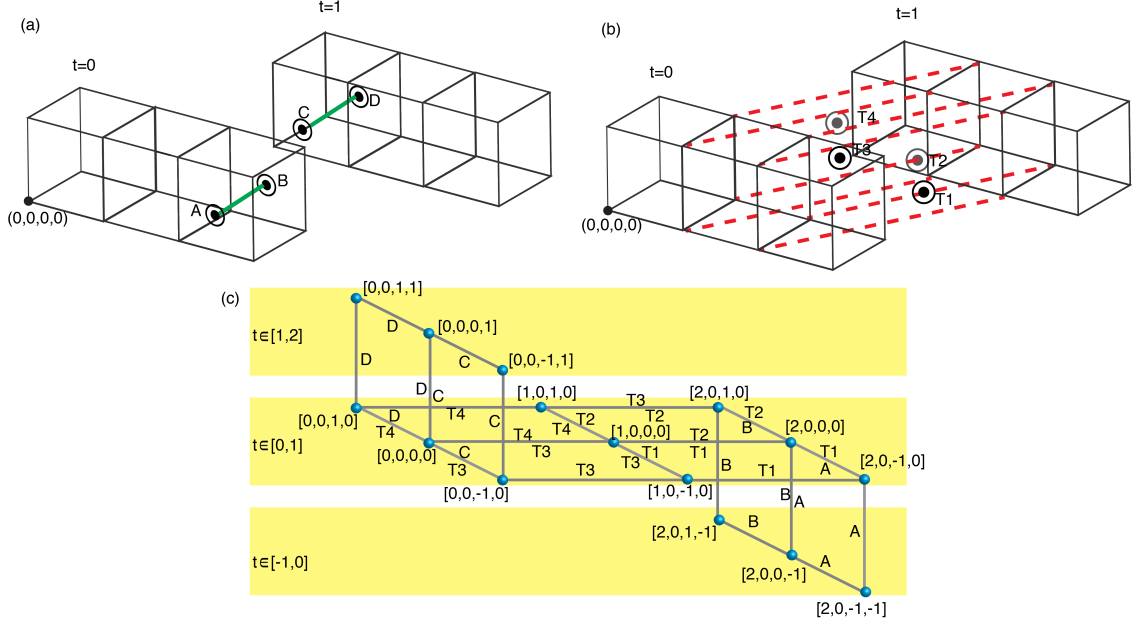 (a)
t=1
t=0
C
D
B
A
(0,0,0,0)
(b)
t=1
t=0
T4
T3
T2
T1
(0,0,0,0)
(c)
[0,0,1,1]
t∈[1,2]
D
[0,0,0,1]
D
C
[0,0,-1,1]
D
C
C
[1,0,1,0]
T3
[2,0,1,0]
D
T4
T2
T2
T2
[0,0,1,0]
T4
T4
T4
[1,0,0,0]
T2
B
[2,0,0,0]
t∈[0,1]
[0,0,0,0]
C
T3
T3
T1
T1
T1
T3
T3
B
T1
A
[2,0,-1,0]
[0,0,-1,0]
[1,0,-1,0]
B
A
[2,0,1,-1]
B
A
t∈[-1,0]
[2,0,0,-1]
A
[2,0,-1,-1]